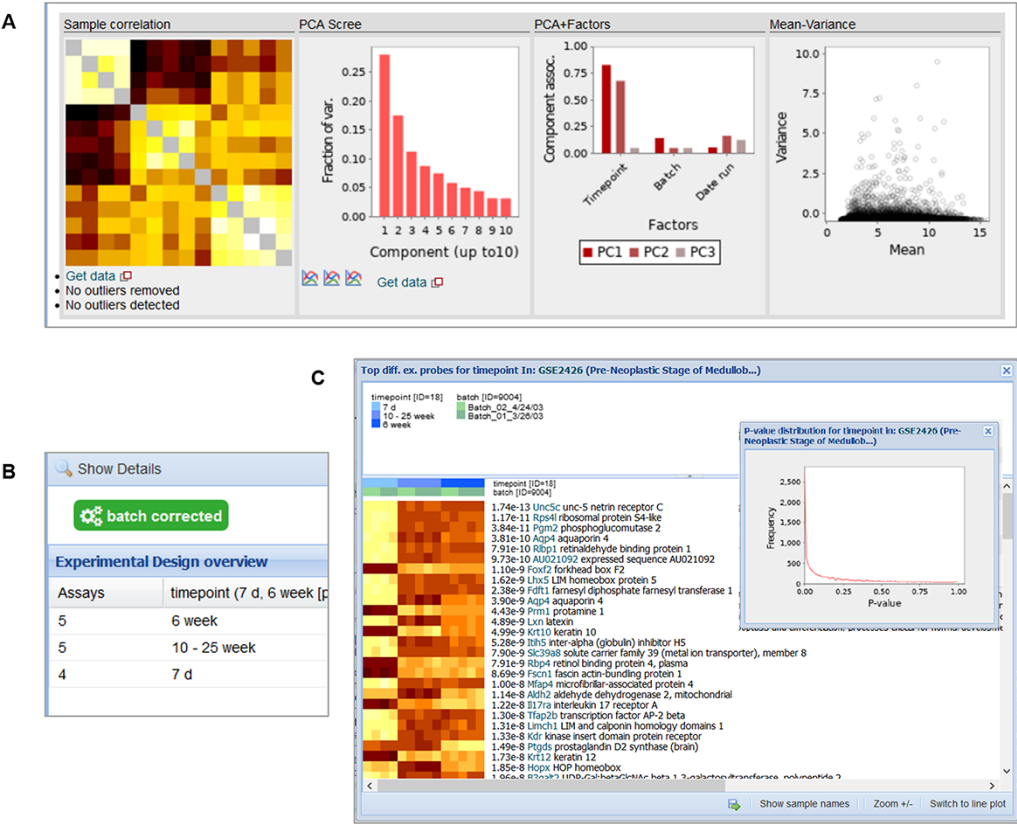 A
Sample correlation
PCA Scree
PCA+Factors
Mean-Variance
Fraction of var.
0.25
0.20
0.15
0.10
0.05
0.00
1 2 3 4 5 6 7 8 9 10
Component (up to10)
Component assoc.
1.00
0.75
0.50
0.25
0.00
Timepoint
Batch
Date run
Factors
PC1 PC2 PC3
Variance
10.0
7.5
5.0
2.5
0.0
0 5 10 15
Mean
Get data
No outliers removed
No outliers detected
Get data
B
Show Details
batch corrected
Experimental Design overview
Assays timepoint (7 d, 6 week [p
5 6 week
5 10 - 25 week
4 7 d
C
Top diff. ex. probes for timepoint In: GSE2426 (Pre-Neoplastic Stage of Medullob...)
timepoint [ID=18] batch [ID=9004]
7 d Batch_02_4/24/03
10 - 25 week Batch_01_3/26/03
6 week
timepoint [ID=18]
batch [ID=9004]
1.74e-13 Unc5c unc-5 netrin receptor C
1.17e-11 Rps4l ribosomal protein S4-like
3.84e-11 Pgm2 phosphoglucomutase 2
3.81e-10 Aqp4 aquaporin 4
7.91e-10 Rlbp1 retinaldehyde binding protein 1
9.73e-10 AU021092 expressed sequence AU021092
1.10e-9 Foxf2 forkhead box F2
1.62e-9 Lhx5 LIM homeobox protein 5
2.38e-9 Fdft1 farnesyl diphosphate farnesyl transferase 1
3.90e-9 Aqp4 aquaporin 4
4.43e-9 Prm1 protamine 1
4.89e-9 Lxn latexin
4.99e-9 Krt10 keratin 10
5.28e-9 Itih5 inter-alpha (globulin) inhibitor H5
7.90e-9 Slc39a8 solute carrier family 39 (metal ion transporter), member 8
7.91e-9 Rbp4 retinol binding protein 4, plasma
8.69e-9 Fscn1 fascin actin-bundling protein 1
1.00e-8 Mfap4 microfibrillar-associated protein 4
1.14e-8 Aldh2 aldehyde dehydrogenase 2, mitochondrial
1.22e-8 Il17ra interleukin 17 receptor A
1.30e-8 Tfap2b transcription factor AP-2 beta
1.31e-8 Limch1 LIM and calponin homology domains 1
1.33e-8 Kdr kinase insert domain protein receptor
1.49e-8 Ptgds prostaglandin D2 synthase (brain)
1.73e-8 Krt12 keratin 12
1.85e-8 Hopx HOP homeobox
1.96e-8 B3galt2 UDP-Gal:betaGlcNAc beta 1,3-galactosyltransferase, polypeptide 2
P-value distribution for timepoint in: GSE2426 (Pre-
Neoplastic Stage of Medullob...)
Frequency
2,500
2,000
1,500
1,000
500
0
0.00 0.25 0.50 0.75 1.00
P-value
Show sample names Zoom +/- Switch to line plot